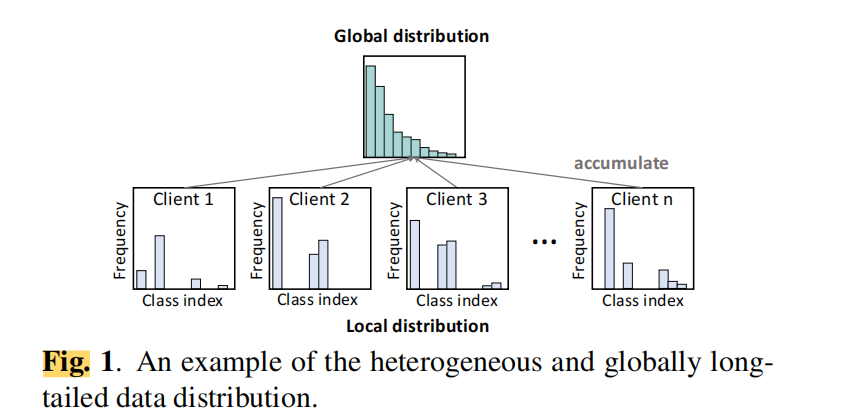 Global distribution
accumulate
Client 1
Client 2
Client 3
...
Client n
Frequency
Frequency
Frequency
Frequency
Class index
Class index
Class index
Class index
Local distribution
Fig. 1. An example of the heterogeneous and globally long-
tailed data distribution.